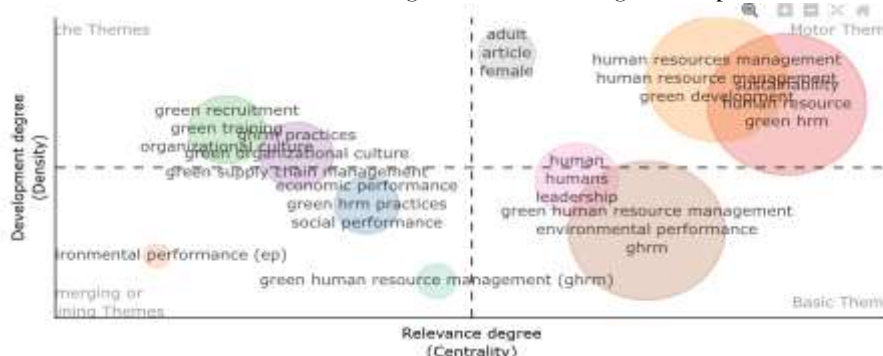 che Themes
Motor Them
adult
article
female
human resources management
human resource management
green development
sustainability
human resource
green hrm
green recruitment
green training
organizational culture
ghrm practices
green organizational culture
green supply chain management
economic performance
green hrm practices
social performance
human
humans
leadership
green human resource management
environmental performance
ghrm
ironmental performance (ep)
green human resource management (ghrm)
merging or
ining Themes
Basic Them
Development degree
(Density)
Relevance degree
(Centrality)